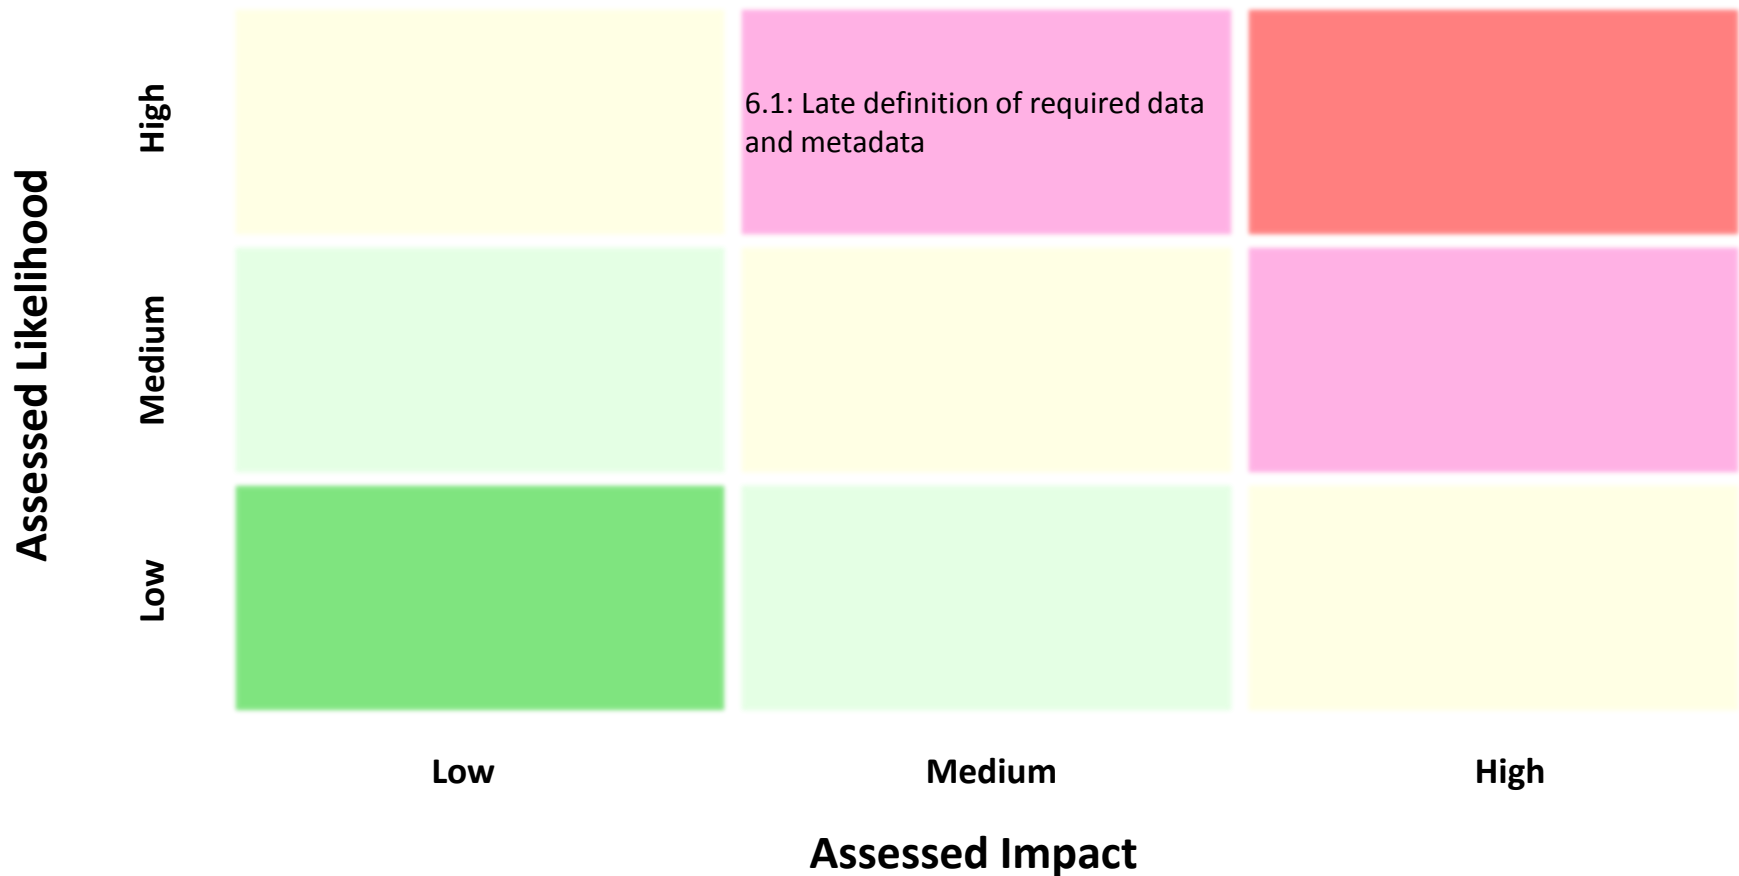 Assessed Likelihood
High
6.1: Late definition of required data
and metadata
Medium
Low
Low
Medium
High
Assessed Impact